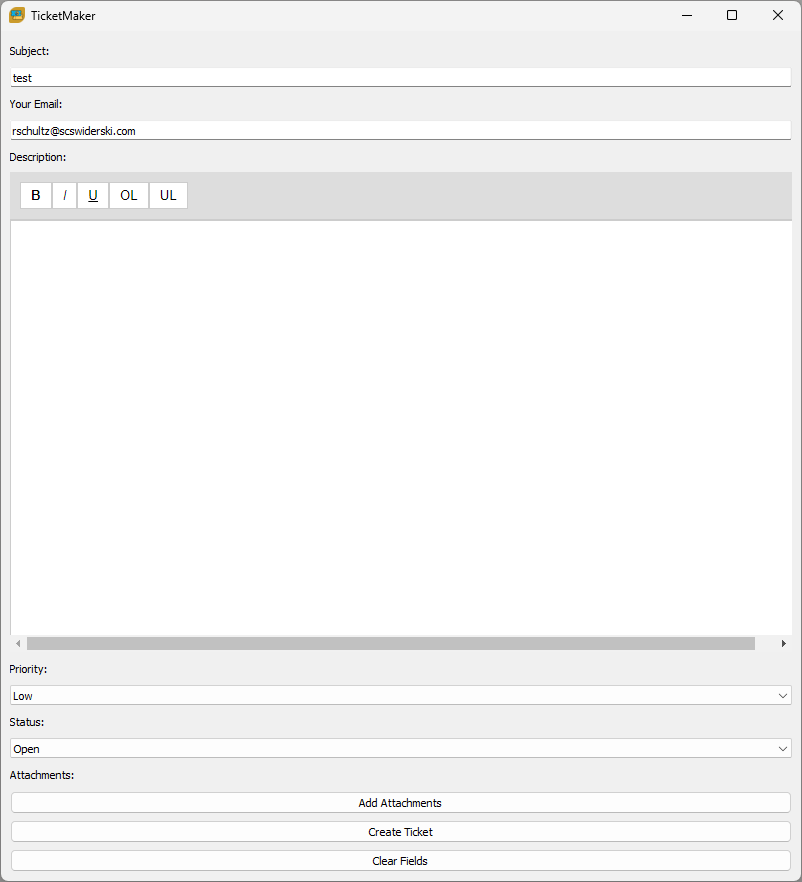 TicketMaker
Subject:
test
Your Email:
rschultz@scswiderski.com
Description:
B I U OL UL
Priority:
Low
Status:
Open
Attachments:
Add Attachments
Create Ticket
Clear Fields